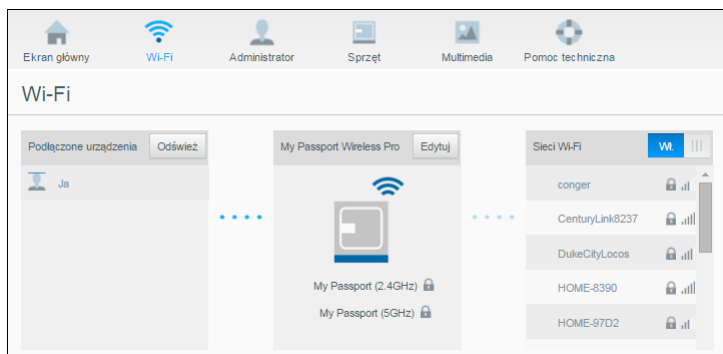 Ekran główny Wi-Fi Administrator Sprzęt Multimedia Pomoc techniczna
Wi-Fi
Podłączone urządzenia Odśwież
Ja
My Passport Wireless Pro Edytuj
My Passport (2.4GHz)
My Passport (5GHz)
Sieci Wi-Fi Wł.
conger
CenturyLink8237
DukeCityLocos
HOME-8390
HOME-97D2